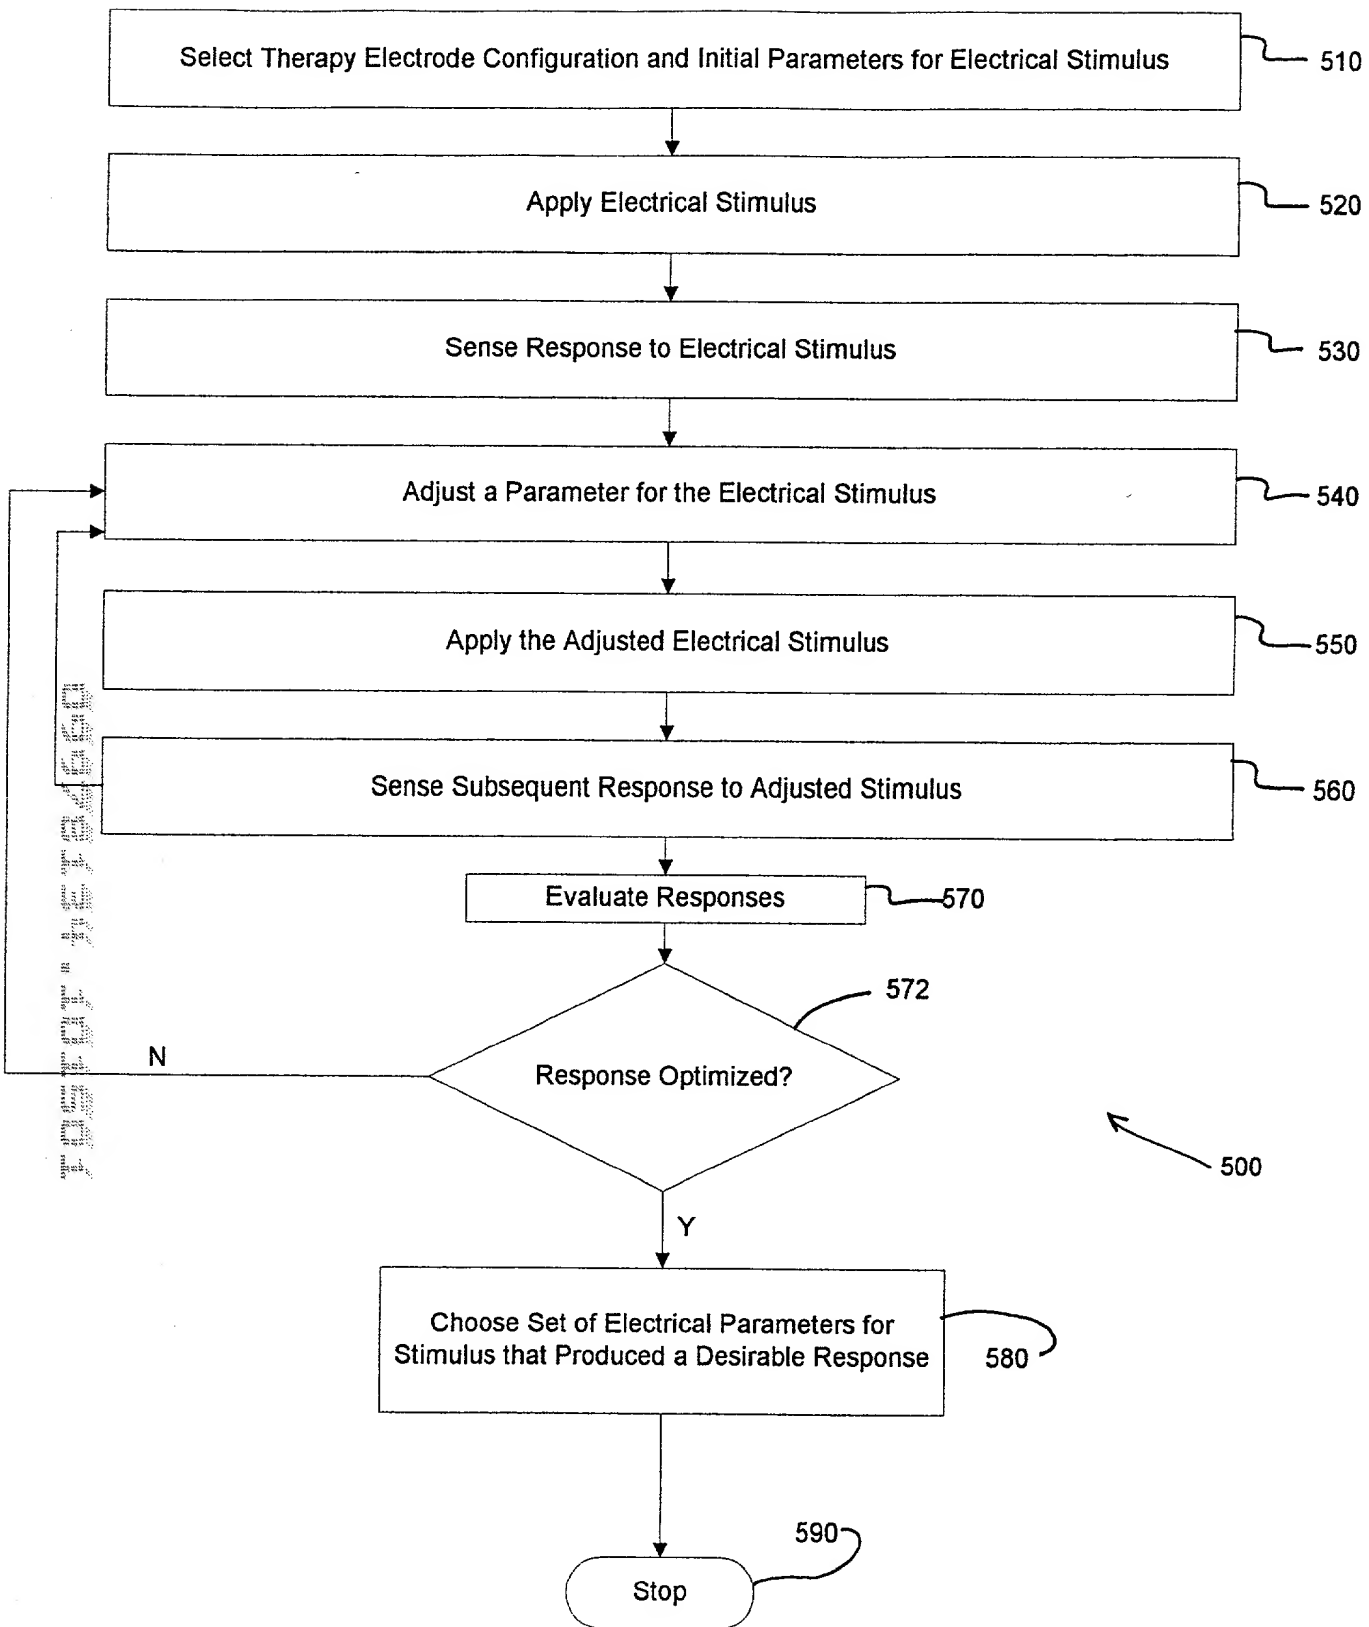 Select Therapy Electrode Configuration and Initial Parameters for Electrical Stimulus
510
Apply Electrical Stimulus
520
Sense Response to Electrical Stimulus
530
Adjust a Parameter for the Electrical Stimulus
540
Apply the Adjusted Electrical Stimulus
550
Sense Subsequent Response to Adjusted Stimulus
560
Evaluate Responses
570
572
Response Optimized?
N
500
Y
Choose Set of Electrical Parameters for
Stimulus that Produced a Desirable Response
580
590
Stop